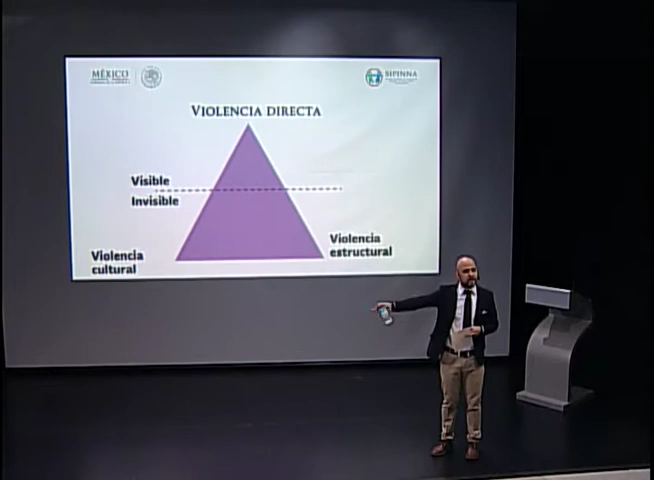 MÉXICO
SIPINNA
VIOLENCIA DIRECTA
Visible
Invisible
Violencia
cultural
Violencia
estructural